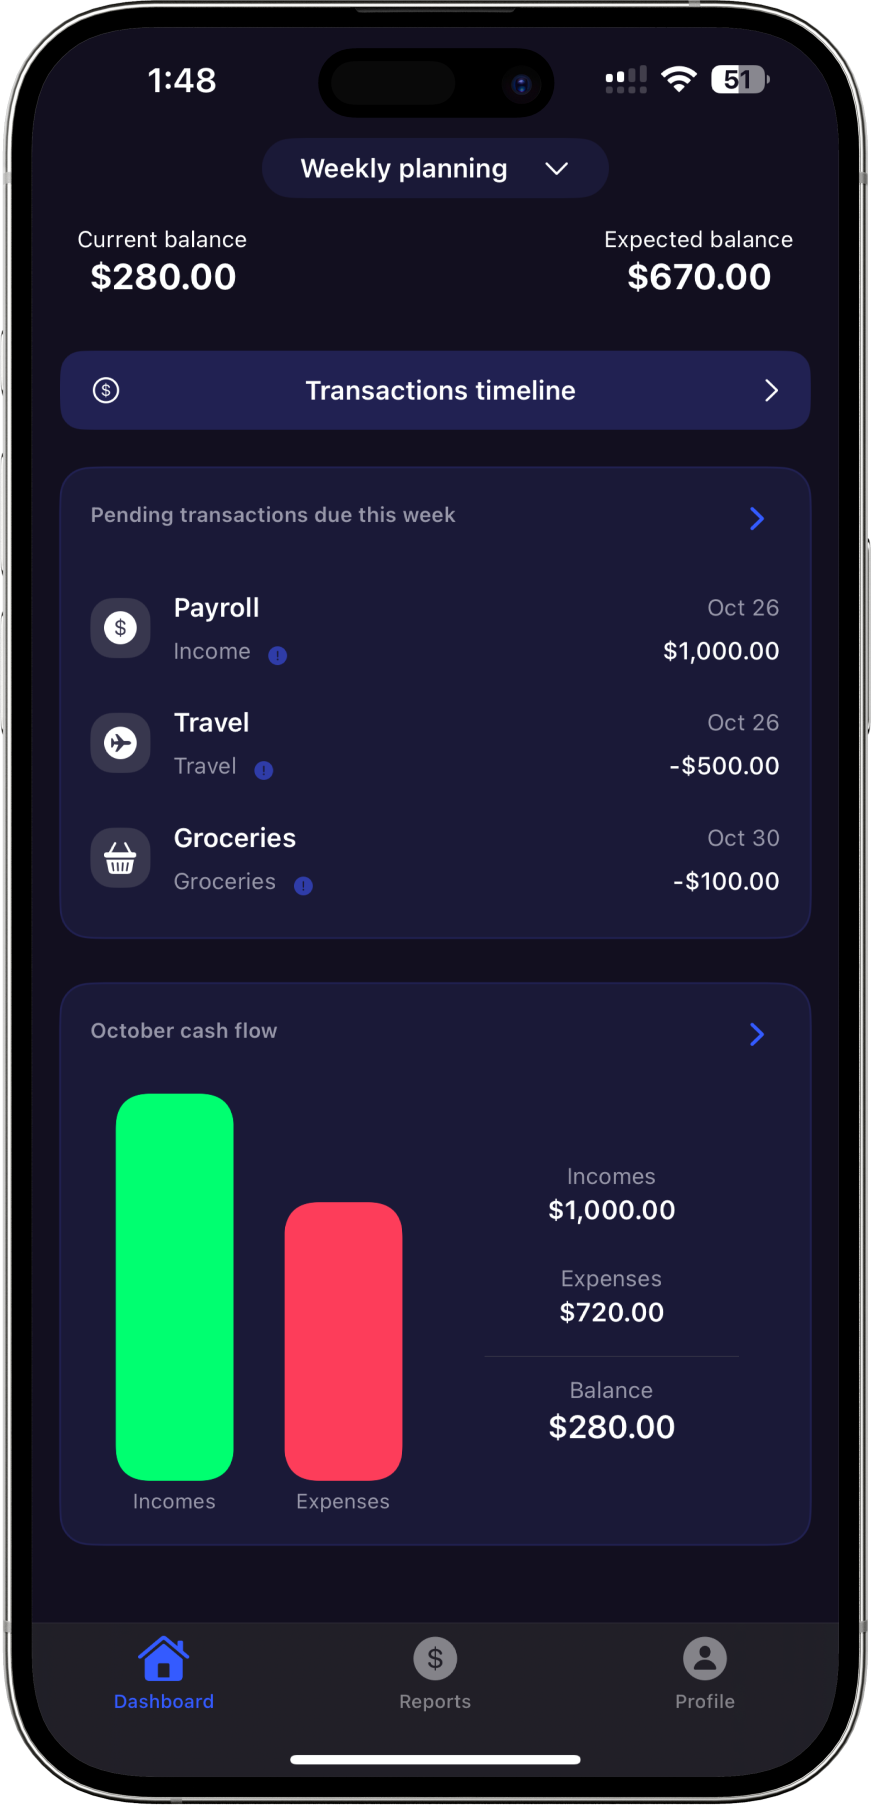 1:48
51
Weekly planning
Current balance
Expected balance
$280.00
$670.00
Transactions timeline
Pending transactions due this week
Payroll
Oct 26
Income
$1,000.00
Travel
Oct 26
Travel
-$500.00
Groceries
Oct 30
Groceries
-$100.00
October cash flow
Incomes
$1,000.00
Expenses
$720.00
Balance
$280.00
Incomes
Expenses
Dashboard
Reports
Profile